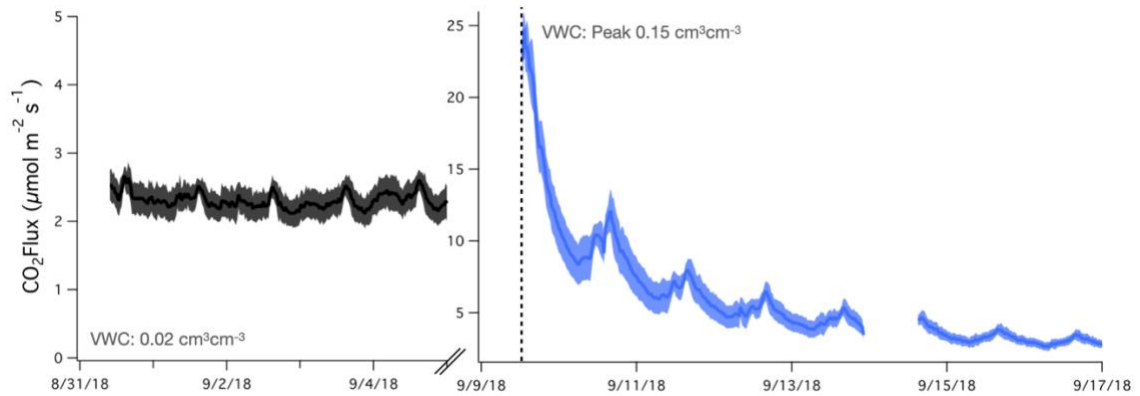 5
4
3
2
1
0
CO₂Flux (µmol m⁻² s⁻¹)
VWC: 0.02 cm³cm⁻³
8/31/18 9/2/18 9/4/18
25
20
15
10
5
VWC: Peak 0.15 cm³cm⁻³
9/9/18 9/11/18 9/13/18 9/15/18 9/17/18